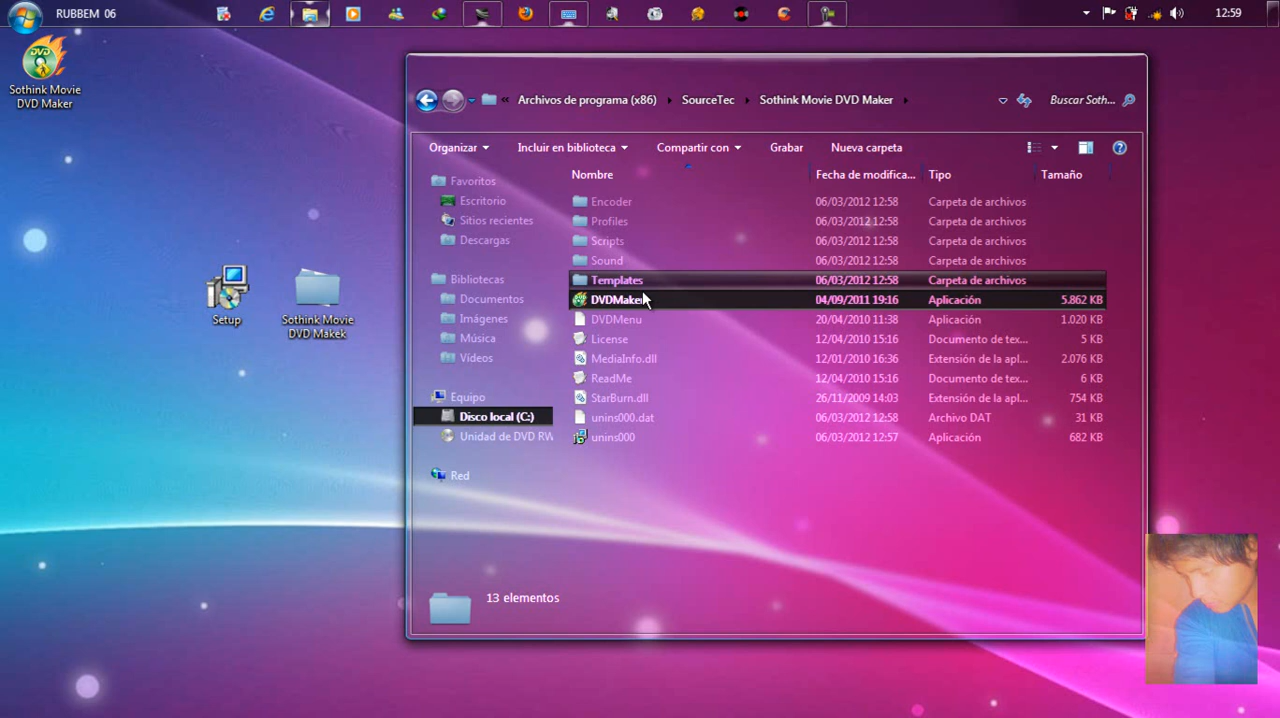 RUBBEM 06
12:59
Sothink Movie
DVD Maker
Setup
Sothink Movie
DVD Makek
« Archivos de programa (x86) Sourcetec Sothink Movie DVD Maker Buscar Soth...
Organizar Incluir en biblioteca Compartir con Grabar Nueva carpeta
Nombre Fecha de modifica... Tipo Tamaño
Favoritos
Escritorio
Sitios recientes
Descargas
Bibliotecas
Documentos
Imágenes
Música
Vídeos
Equipo
Disco local (C:)
Unidad de DVD RW
Red
Encoder 06/03/2012 12:58 Carpeta de archivos
Profiles 06/03/2012 12:58 Carpeta de archivos
Scripts 06/03/2012 12:58 Carpeta de archivos
Sound 06/03/2012 12:58 Carpeta de archivos
Templates 06/03/2012 12:58 Carpeta de archivos
DVDMaker 04/09/2011 19:16 Aplicación 5.862 KB
DVDMenu 20/04/2010 11:38 Aplicación 1.020 KB
License 12/04/2010 15:16 Documento de tex... 5 KB
MediaInfo.dll 12/01/2010 16:36 Extensión de la apl... 2.076 KB
ReadMe 12/04/2010 15:16 Documento de tex... 6 KB
StarBurn.dll 26/11/2009 14:03 Extensión de la apl... 754 KB
unins000.dat 06/03/2012 12:58 Archivo DAT 31 KB
unins000 06/03/2012 12:57 Aplicación 682 KB
13 elementos